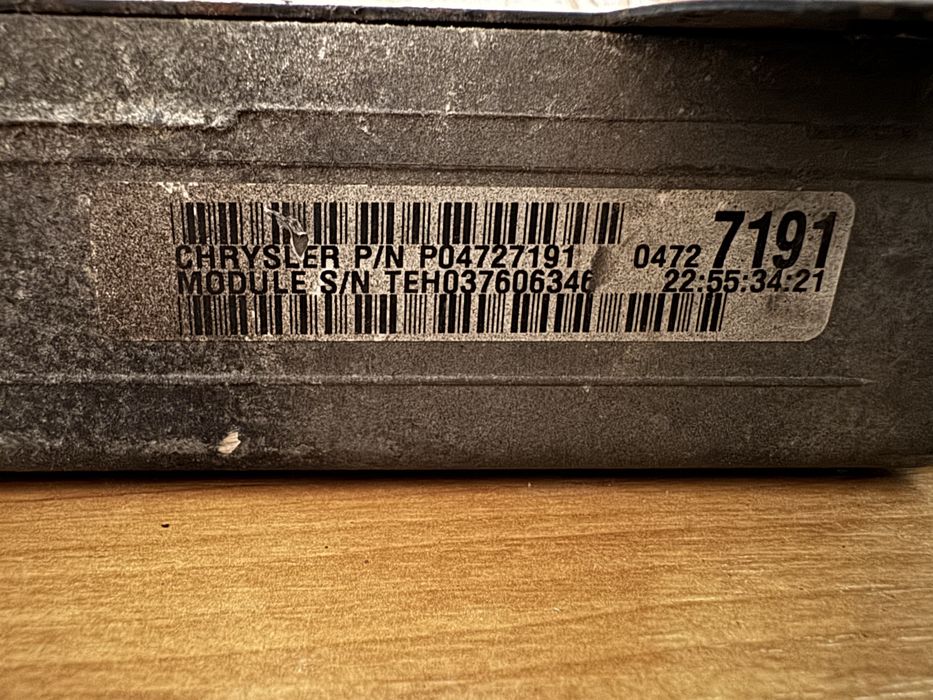 CHRYSLER P/N P04727191 0472 7191
MODULE S/N TEH037606346 22:55:34:21